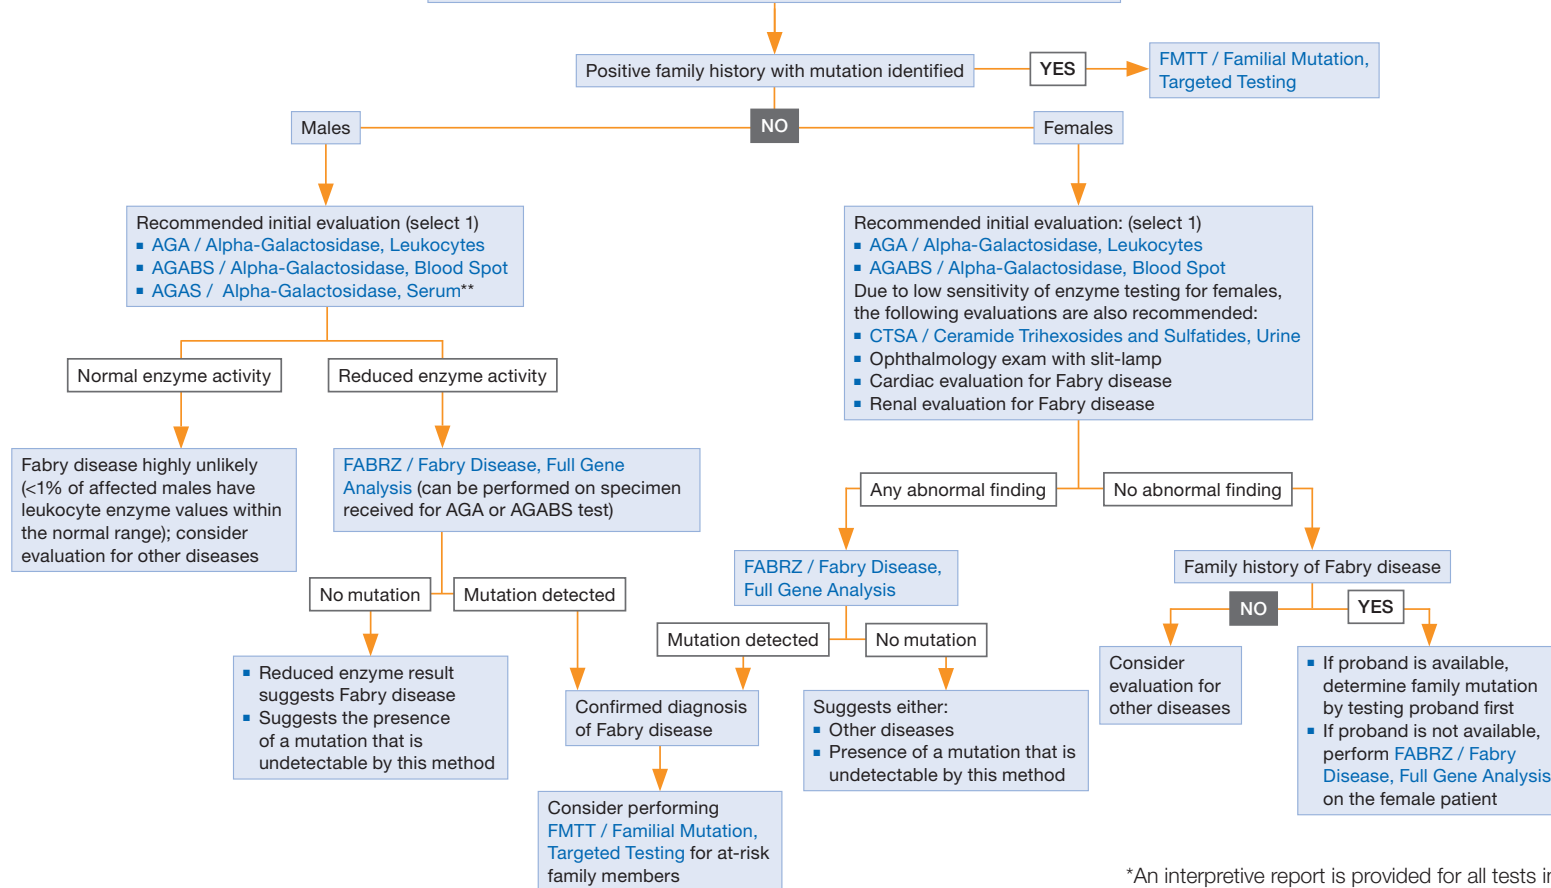 Positive family history with mutation identified
YES
FMTT / Familial Mutation,
Targeted Testing
NO
Males
Females
Recommended initial evaluation (select 1)
▪ AGA / Alpha-Galactosidase, Leukocytes
▪ AGABS / Alpha-Galactosidase, Blood Spot
▪ AGAS / Alpha-Galactosidase, Serum**
Recommended initial evaluation: (select 1)
▪ AGA / Alpha-Galactosidase, Leukocytes
▪ AGABS / Alpha-Galactosidase, Blood Spot
Due to low sensitivity of enzyme testing for females,
the following evaluations are also recommended:
▪ CTSA / Ceramide Trihexosides and Sulfatides, Urine
▪ Ophthalmology exam with slit-lamp
▪ Cardiac evaluation for Fabry disease
▪ Renal evaluation for Fabry disease
Normal enzyme activity
Reduced enzyme activity
Fabry disease highly unlikely
(<1% of affected males have
leukocyte enzyme values within
the normal range); consider
evaluation for other diseases
FABRZ / Fabry Disease, Full Gene
Analysis (can be performed on specimen
received for AGA or AGABS test)
Any abnormal finding
No abnormal finding
FABRZ / Fabry Disease,
Full Gene Analysis
Family history of Fabry disease
No mutation
Mutation detected
Mutation detected
No mutation
NO
YES
▪ Reduced enzyme result
suggests Fabry disease
▪ Suggests the presence
of a mutation that is
undetectable by this method
Confirmed diagnosis
of Fabry disease
Suggests either:
▪ Other diseases
▪ Presence of a mutation that is
undetectable by this method
Consider
evaluation for
other diseases
▪ If proband is available,
determine family mutation
by testing proband first
▪ If proband is not available,
perform FABRZ / Fabry
Disease, Full Gene Analysis
on the female patient
Consider performing
FMTT / Familial Mutation,
Targeted Testing for at-risk
family members
*An interpretive report is provided for all tests in